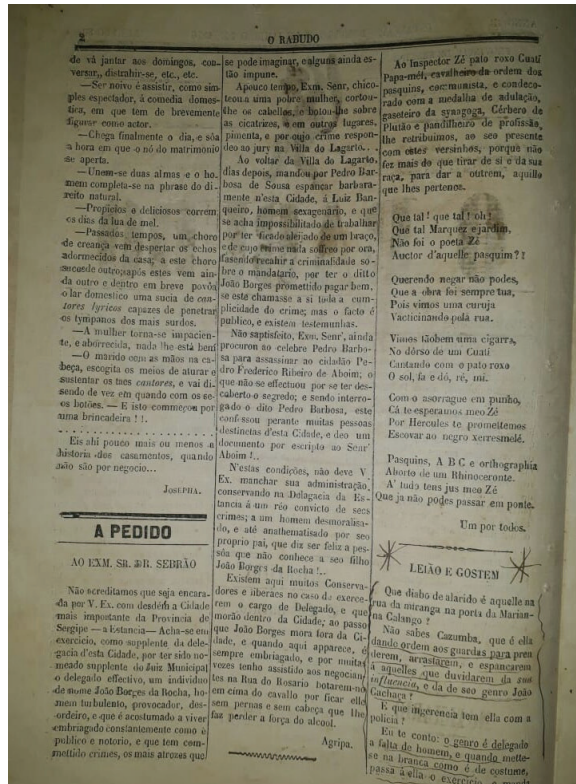 2
O RABUDO
de vá jantar aos domingos, con-
versar, distrahir-se, etc., etc.
—Ser noivo é assistir, como sim-
ples espectador, á comedia domes-
tica, em que tem de brevemente
figurar como actor.
—Chega finalmente o dia, e sôa
a hora em que o nó do matrimonio
se aperta.
—Unem-se duas almas e o ho-
mem completa-se na phrase do di-
reito natural.
—Propicios e deliciosos correm
os dias da lua de mel.
—Passados tempos, um choro
de creança vem despertar os échos
adormecidos da casa; a este choro
succede outro; após estes vem ain-
da outro e dentro em breve povôa
o lar domestico uma sucia de can-
tores lyricos capazes de penetrar
os tympanos dos mais surdos.
—A mulher torna-se impacien-
te, e aborrecida, nada lhe está bem
—O marido com as mãos na ca-
beça, escogita os meios de aturar e
sustentar os taes cantores, e vai di-
sendo de vez em quando com os se-
os botões. — E isto começou por
uma brincadeira ! !.
Eis ahi pouco mais ou menos a
historia dos casamentos, quando
não são por negocio...
JOSEPHA.
A PEDIDO
AO EXM. SR. DR. SEBRÃO
Não acreditamos que seja encara-
da por V. Ex. com desdém a Cidade
mais importante da Provincia de
Sergipe — a Estancia— Acha-se em
exercicio, como supplente da dele-
gacia d'esta Cidade, por ter sido no-
meado supplente do Juiz Municipal
o delegado effectivo, um individuo
de nome João Borges da Rocha, ho-
mem turbulento, provocador, des-
ordeiro, e que é acostumado a viver
embriagado constantemente como é
publico e notorio, e que tem com-
mettido crimes, os mais atrozes que
se pode imaginar, e alguns ainda es-
tão impune.
Apouco tempo, Exm. Senr, chico-
teou a uma pobre mulher, cortou-
lhe os cabellos, e botou-lhe sobre
as cicatrizes, e em outros lugares,
pimenta, e por cujo crime respon-
deo ao jury na Villa do Lagarto...
Ao voltar da Villa do Lagarto,
dias depois, mandou por Pedro Bar-
bosa de Sousa espancar barbara-
mente n'esta Cidade, á Luiz Ban-
queiro, homem sexagenario, e que
se acha impossibilitado de trabalhar
por ter ficado aleijado de um braço,
e de cujo crime nada soffreo por ora,
fasendo recahir a criminalidade so-
bre o mandatario, por ter o ditto
João Borges promettido pagar bem,
se este chamasse a si toda a cum-
plicidade do crime; mas o facto é
publico, e existem testemunhas.
Não saptisfeito, Exm. Senr', ainda
procuron ao celebre Pedro Barbo-
sa para assassinar ao cidadão Pe-
dro Frederico Ribeiro de Aboim; o
que não se effectuou por se ter des-
caberto o segredo; e sendo interro-
gado o dito Pedro Barbosa, este
confessou perante muitas pessoas
destinctas d'esta Cidade, e deo um
documento por escripto ao Senr'
Aboim !..
N'estas condições, não deve V.
Ex. manchar sua administração,
conservando na Delagacia da Es-
tancia á um réo convicto de secs
crimes; a um homem desmoralisa-
do, e até anathematisado por seo
proprio pai, que diz ser feliz a pes-
sôa que não conhece a seo filho
João Borges da Rocha !..
Existem aqui muitos Conserva-
dores e liberaes no caso de exerce-
rem o cargo de Delegado, e que
morão dentro da Cidade; ao passo
que João Borges mora fora da Ci-
dade, e quando aqui apparece, é
sempre embriagado, e por muitas
vezes tenho assistido aos negocian-
tes na Rua do Rosario botarem-no
em cima do cavallo por ficar elle
sem pernas e sem cabeça que lhe
faz perder a força do alcool.
Agripa.
Ao Inspector Zé pato roxo Cuatí
Papa-mél, cavalheiro da ordem dos
pasquins, communista, e condeco-
rado com a medalha de adulação,
gaseteiro da synagoga, Cérbero de
Plutão e pandilheiro de profissão,
lhe retribuimos, ao seo presente
com estes versinhos, porque não
fez mais do que tirar de si e da sua
raça, para dar a outrem, aquillo
que lhes pertence.
Que tal ! que tal ! oh !
Que tal Marquez e jardim,
Não foi o poeta Zé
Auctor d'aquelle pasquim ? !
Querendo negar não podes,
Que a obra foi sempre tua,
Pois vimos uma curuja
Vacticinando pela rua.
Vimos tãobem uma cigarra,
No dôrso de um Cuatí
Cantando com o pato roxo
O sol, fa e dó, ré, mi.
Com o asorrague em punho,
Cá te esperamos meo Zé
Por Hercules te promettemos
Escovar ao negro xerresmelé.
Pasquins, A B C e orthographia
Aborto de um Rhinoceronte.
A' tudo tens jus meo Zé
Que ja não podes passar em ponte.
Um por todos.
LEIÃO E GOSTEM
Que diabo de alarido é aquelle na
rua da miranga na porta da Marian-
na Calango ?
Não sabes Cazumba, que é ella
dando ordem aos guardas para pren
derem, arrastarem, e espancarem
á aquelles que duvidarem da sua
influencia, e da de seo genro João
Cachaça ?
E que ingerencia tem ella com a
policia ?
Eu te conto: o genro é delegado
a falta de homem, e quando mette-
se na branca como é de costume,
passa á ella o exercicio, e manda